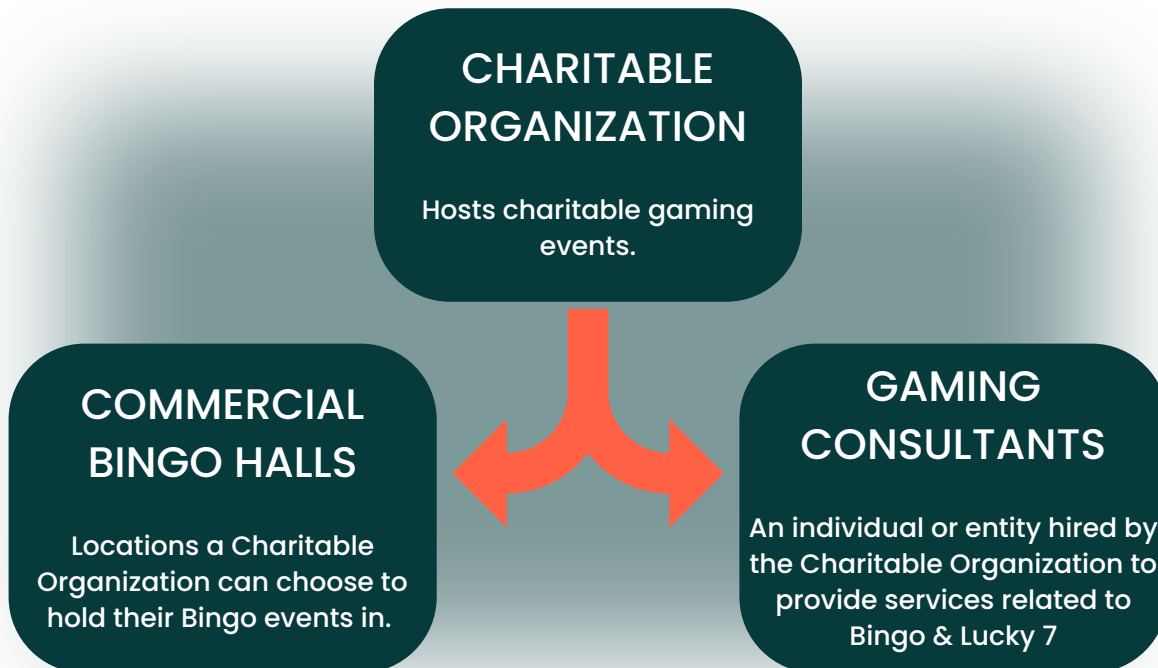 CHARITABLE
ORGANIZATION
Hosts charitable gaming
events.
COMMERCIAL
BINGO HALLS
Locations a Charitable
Organization can choose to
hold their Bingo events in.
GAMING
CONSULTANTS
An individual or entity hired by
the Charitable Organization to
provide services related to
Bingo & Lucky 7